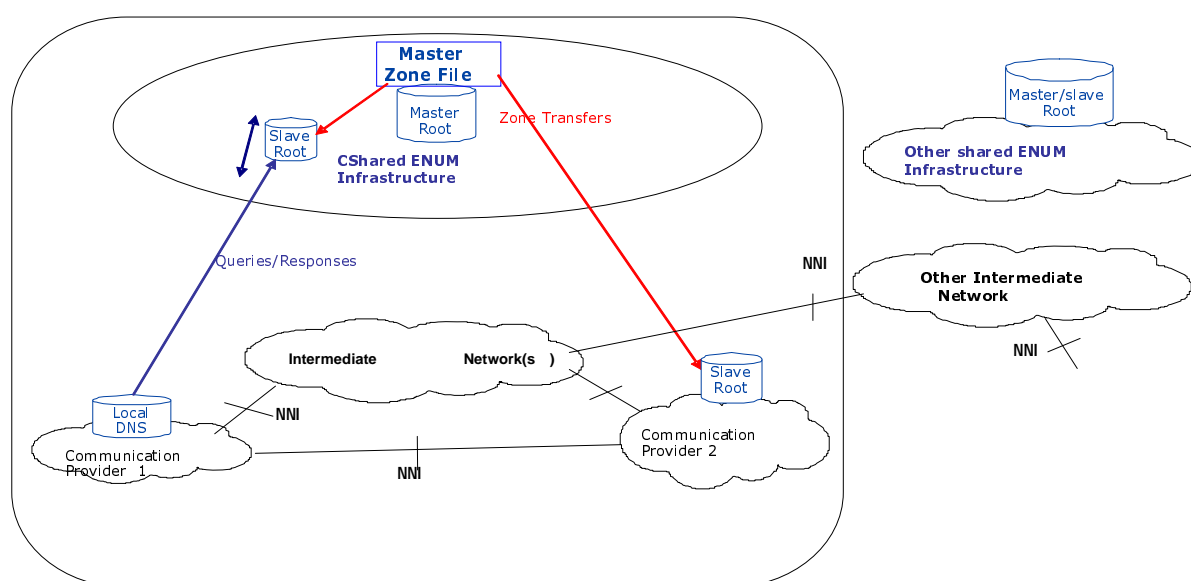 Master
Zone File
Master
Root
Zone Transfers
Slave
Root
CShared ENUM
Infrastructure
Master/slave
Root
Other shared ENUM
Infrastructure
Queries/Responses
NNI
Other Intermediate
Network
NNI
Intermediate Network(s )
Slave
Root
Local
DNS
NNI
Communication
Provider 1
Communication
Provider 2
NNI